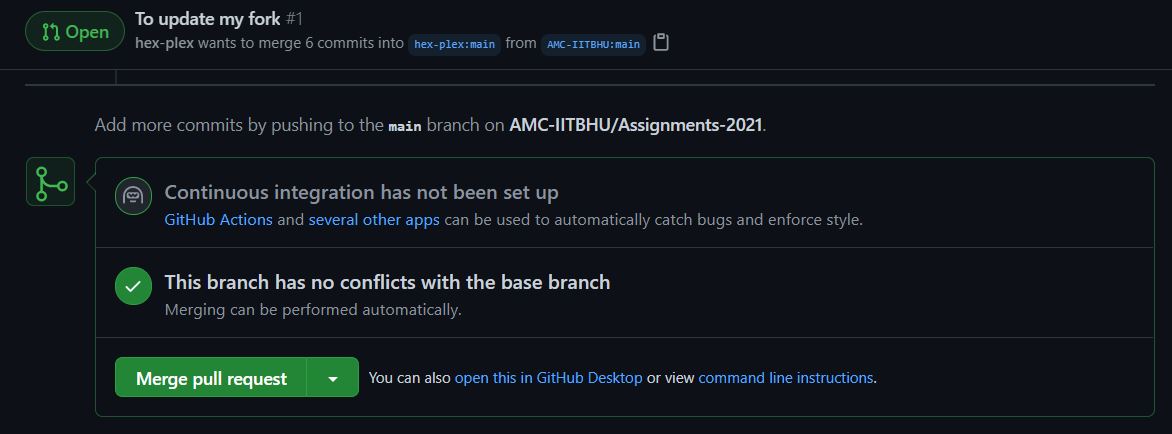 Open
To update my fork #1
hex-plex wants to merge 6 commits into hex-plex:main from AMC-IITBHU:main
Add more commits by pushing to the main branch on AMC-IITBHU/Assignments-2021.
Continuous integration has not been set up
GitHub Actions and several other apps can be used to automatically catch bugs and enforce style.
This branch has no conflicts with the base branch
Merging can be performed automatically.
Merge pull request
You can also open this in GitHub Desktop or view command line instructions.